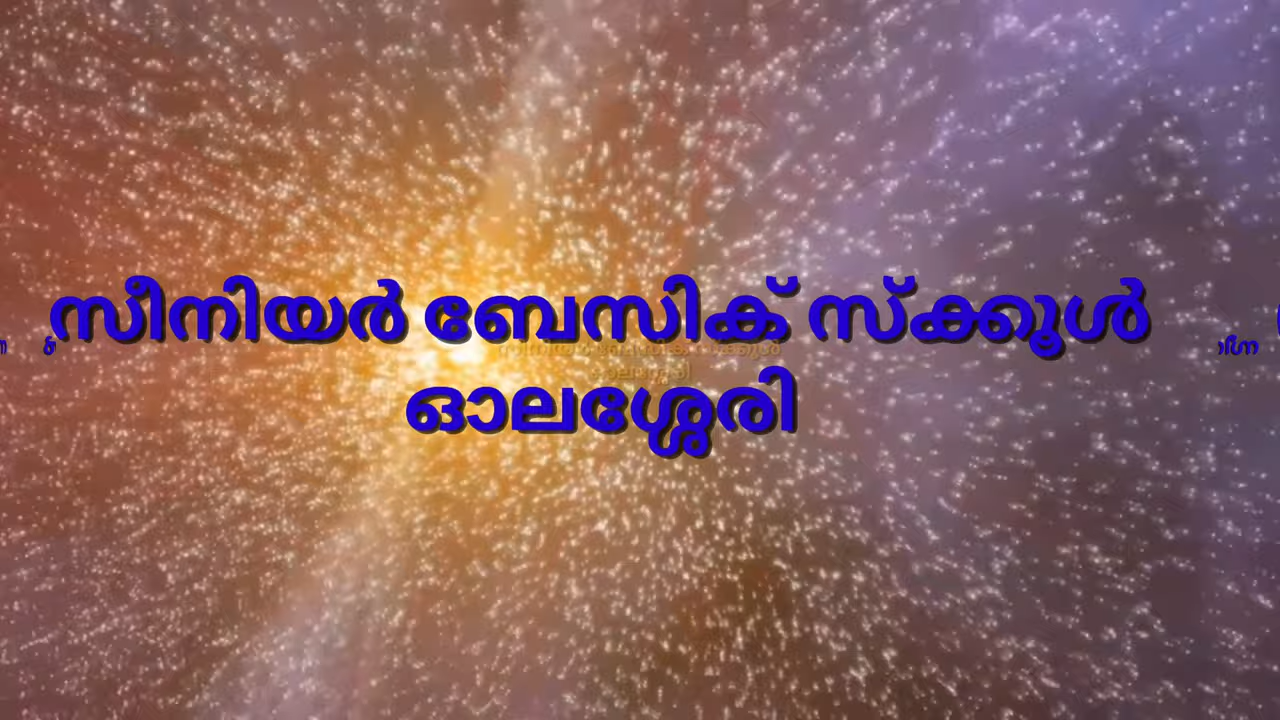 സീനിയർ ബേസിക് സ്ക്കൂൾ
ഓലശ്ശേരി